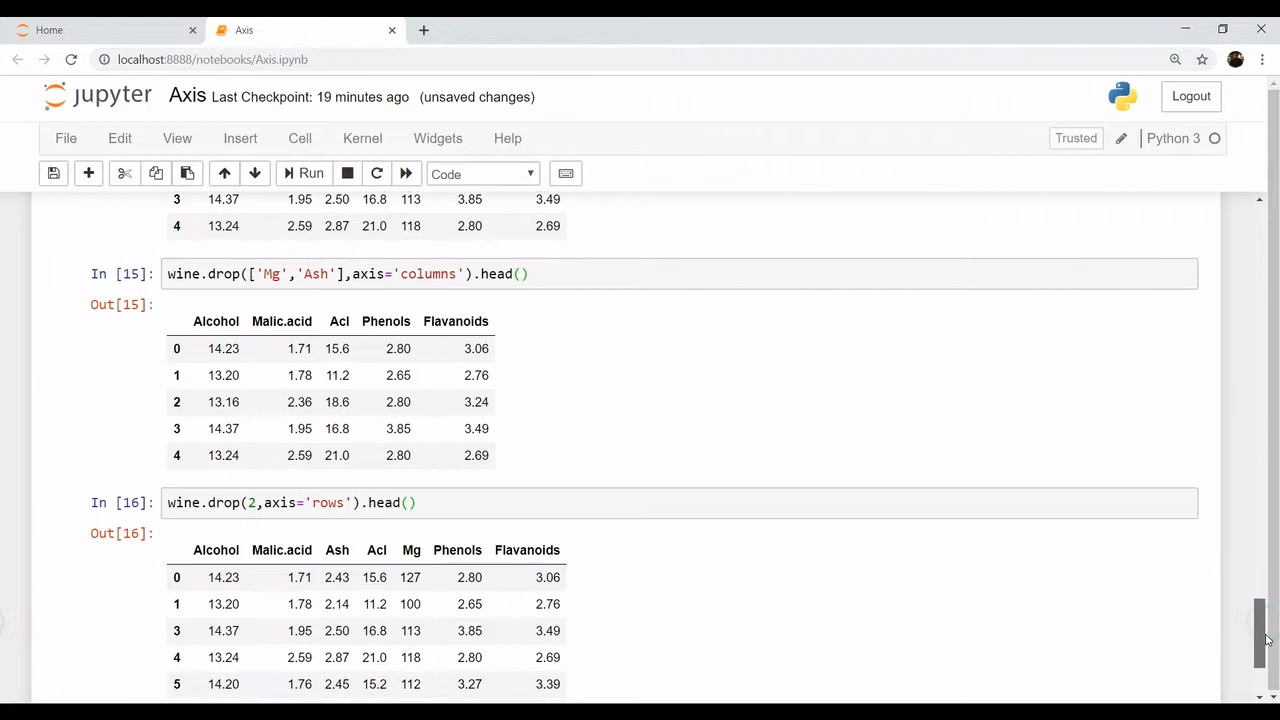 Home
Axis
localhost:8888/notebooks/Axis.ipynb
jupyter Axis Last Checkpoint: 19 minutes ago (unsaved changes)
Logout
File Edit View Insert Cell Kernel Widgets Help
Trusted Python 3
Run Code
3 14.37 1.95 2.50 16.8 113 3.85 3.49
4 13.24 2.59 2.87 21.0 118 2.80 2.69
In [15]: wine.drop(['Mg','Ash'],axis='columns').head()
Out[15]:
Alcohol Malic.acid Acl Phenols Flavanoids
0 14.23 1.71 15.6 2.80 3.06
1 13.20 1.78 11.2 2.65 2.76
2 13.16 2.36 18.6 2.80 3.24
3 14.37 1.95 16.8 3.85 3.49
4 13.24 2.59 21.0 2.80 2.69
In [16]: wine.drop(2,axis='rows').head()
Out[16]:
Alcohol Malic.acid Ash Acl Mg Phenols Flavanoids
0 14.23 1.71 2.43 15.6 127 2.80 3.06
1 13.20 1.78 2.14 11.2 100 2.65 2.76
3 14.37 1.95 2.50 16.8 113 3.85 3.49
4 13.24 2.59 2.87 21.0 118 2.80 2.69
5 14.20 1.76 2.45 15.2 112 3.27 3.39